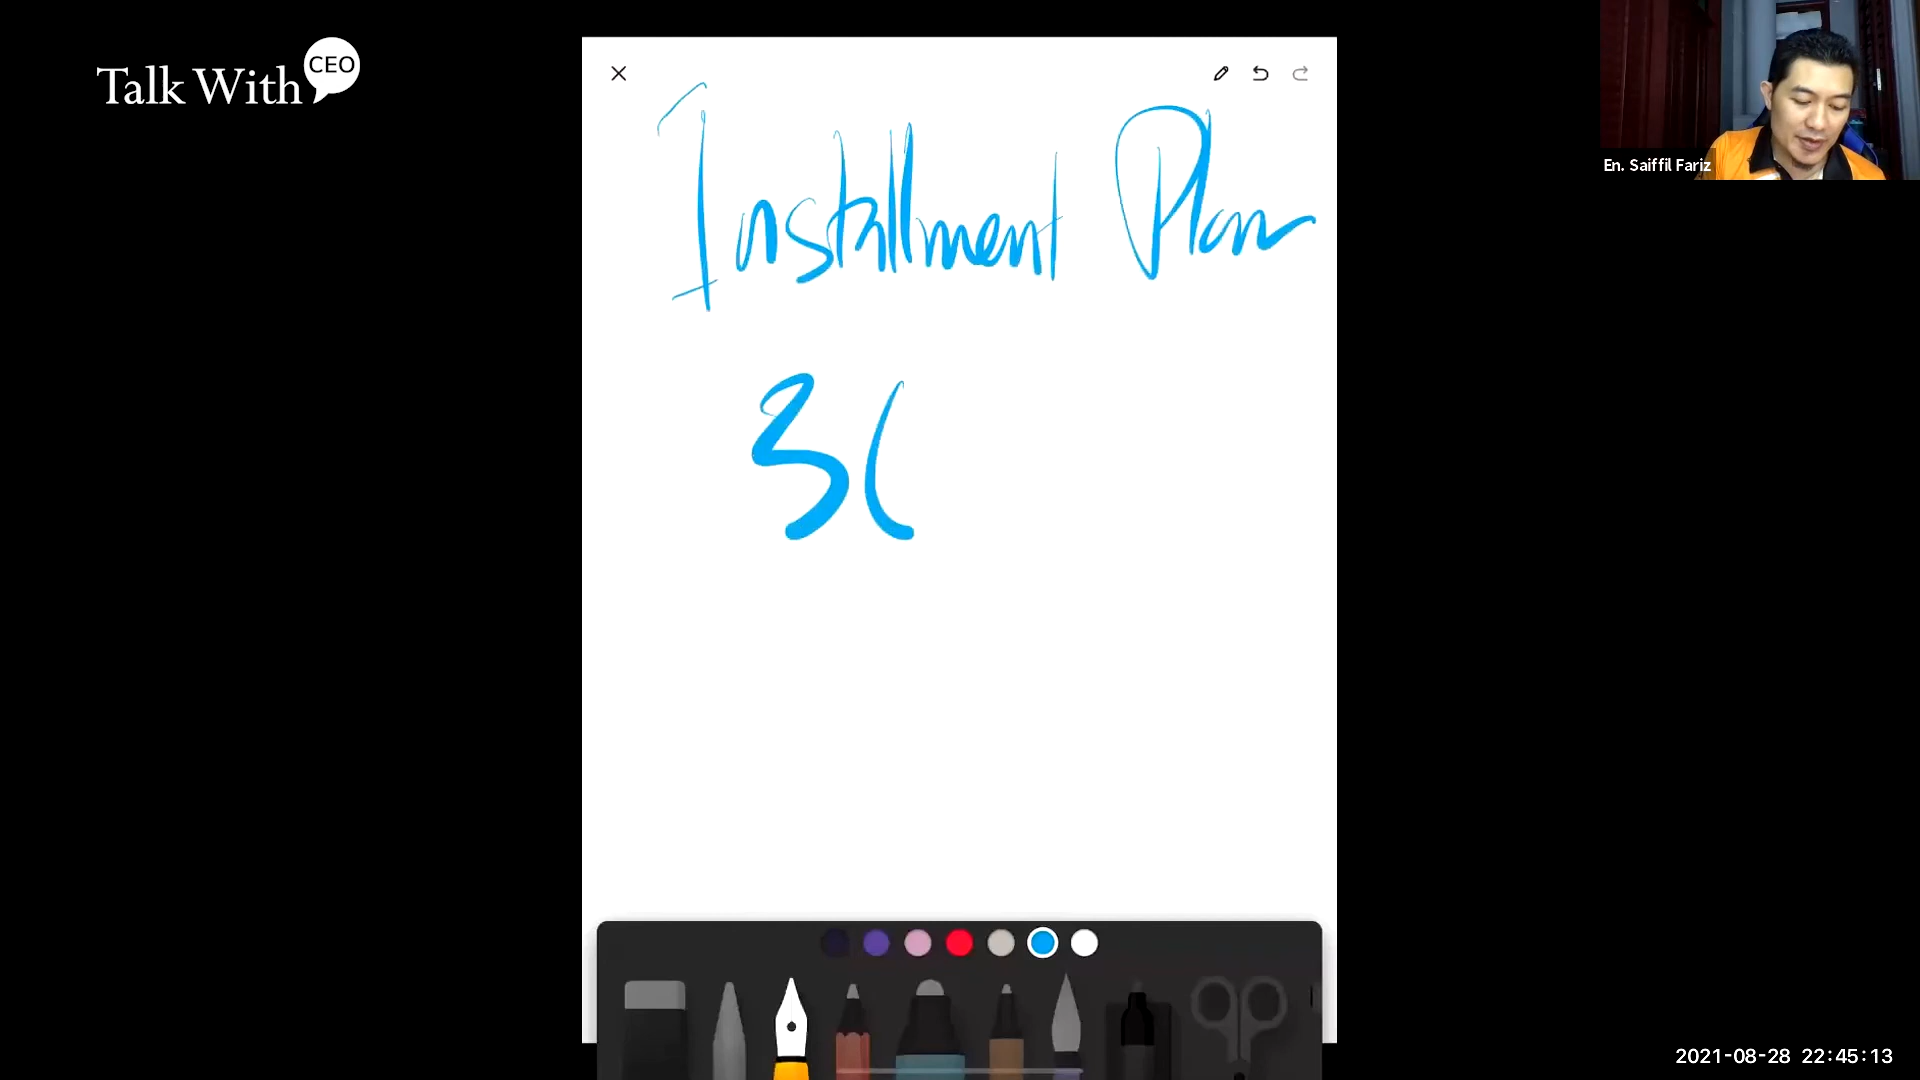 Talk With CEO
Installment Plan
3(
En. Saiffil Fariz
2021-08-28 22:45:13